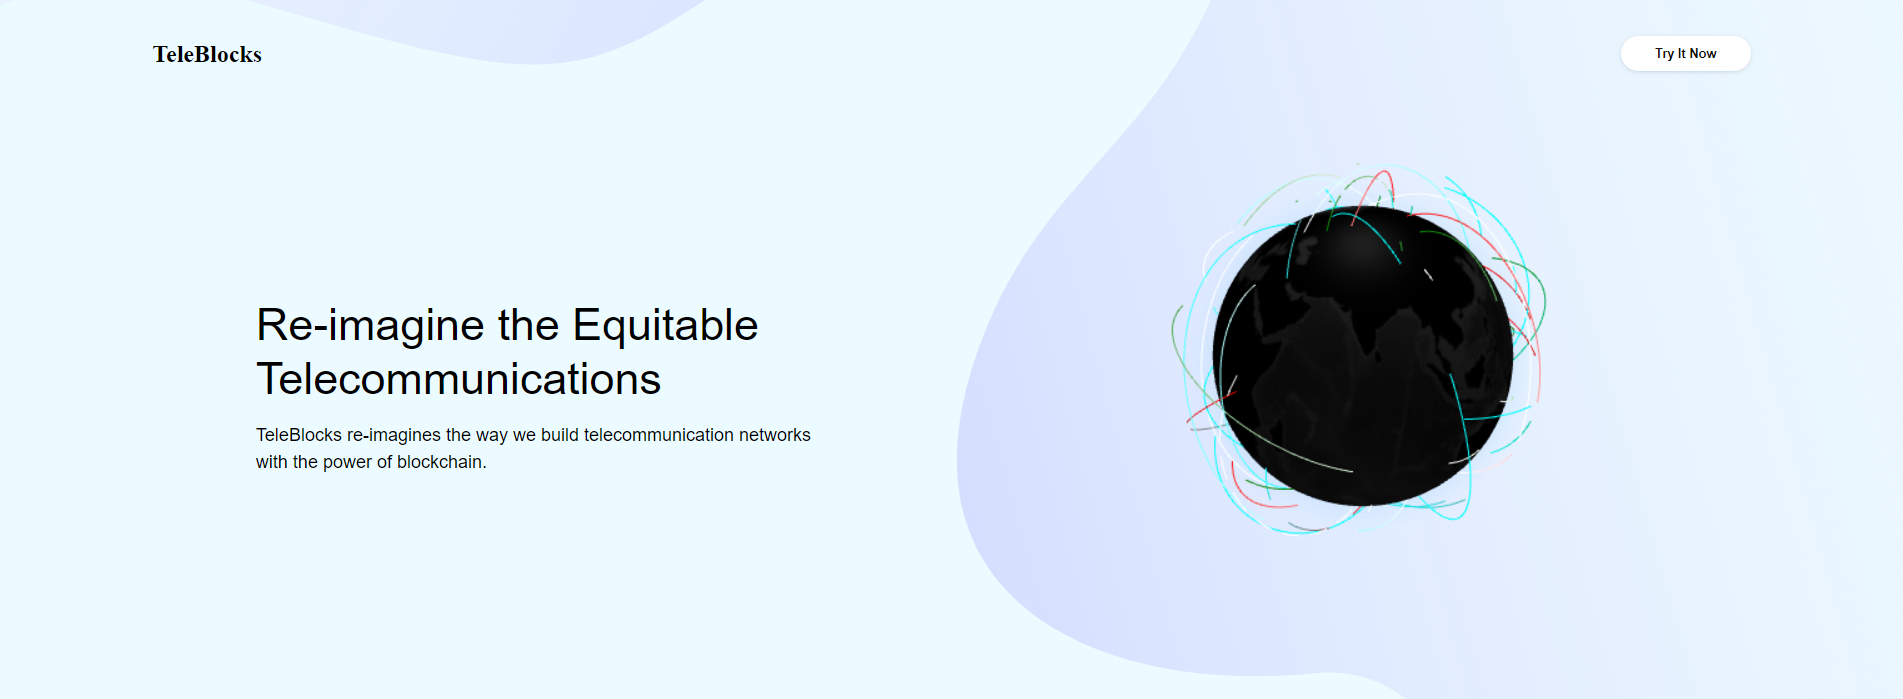 TeleBlocks
Try It Now
Re-imagine the Equitable
Telecommunications
TeleBlocks re-imagines the way we build telecommunication networks
with the power of blockchain.